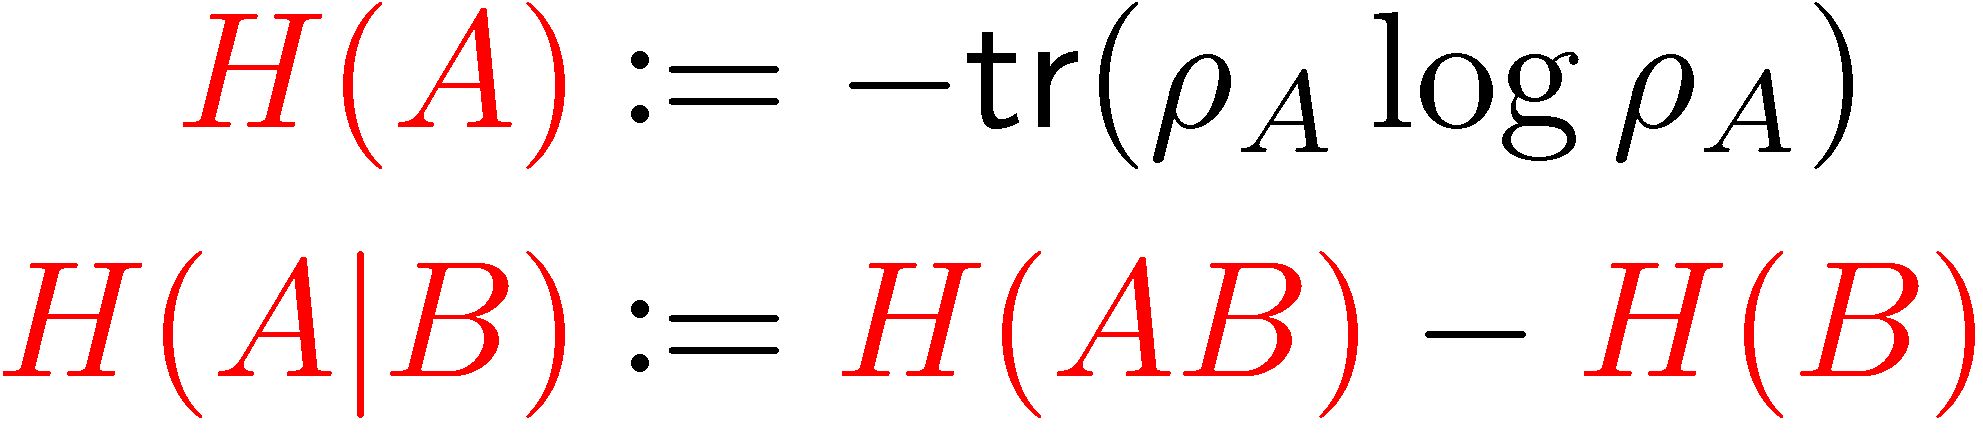 H(A) := −tr(ρ_A log ρ_A)
H(A|B) := H(AB) − H(B)